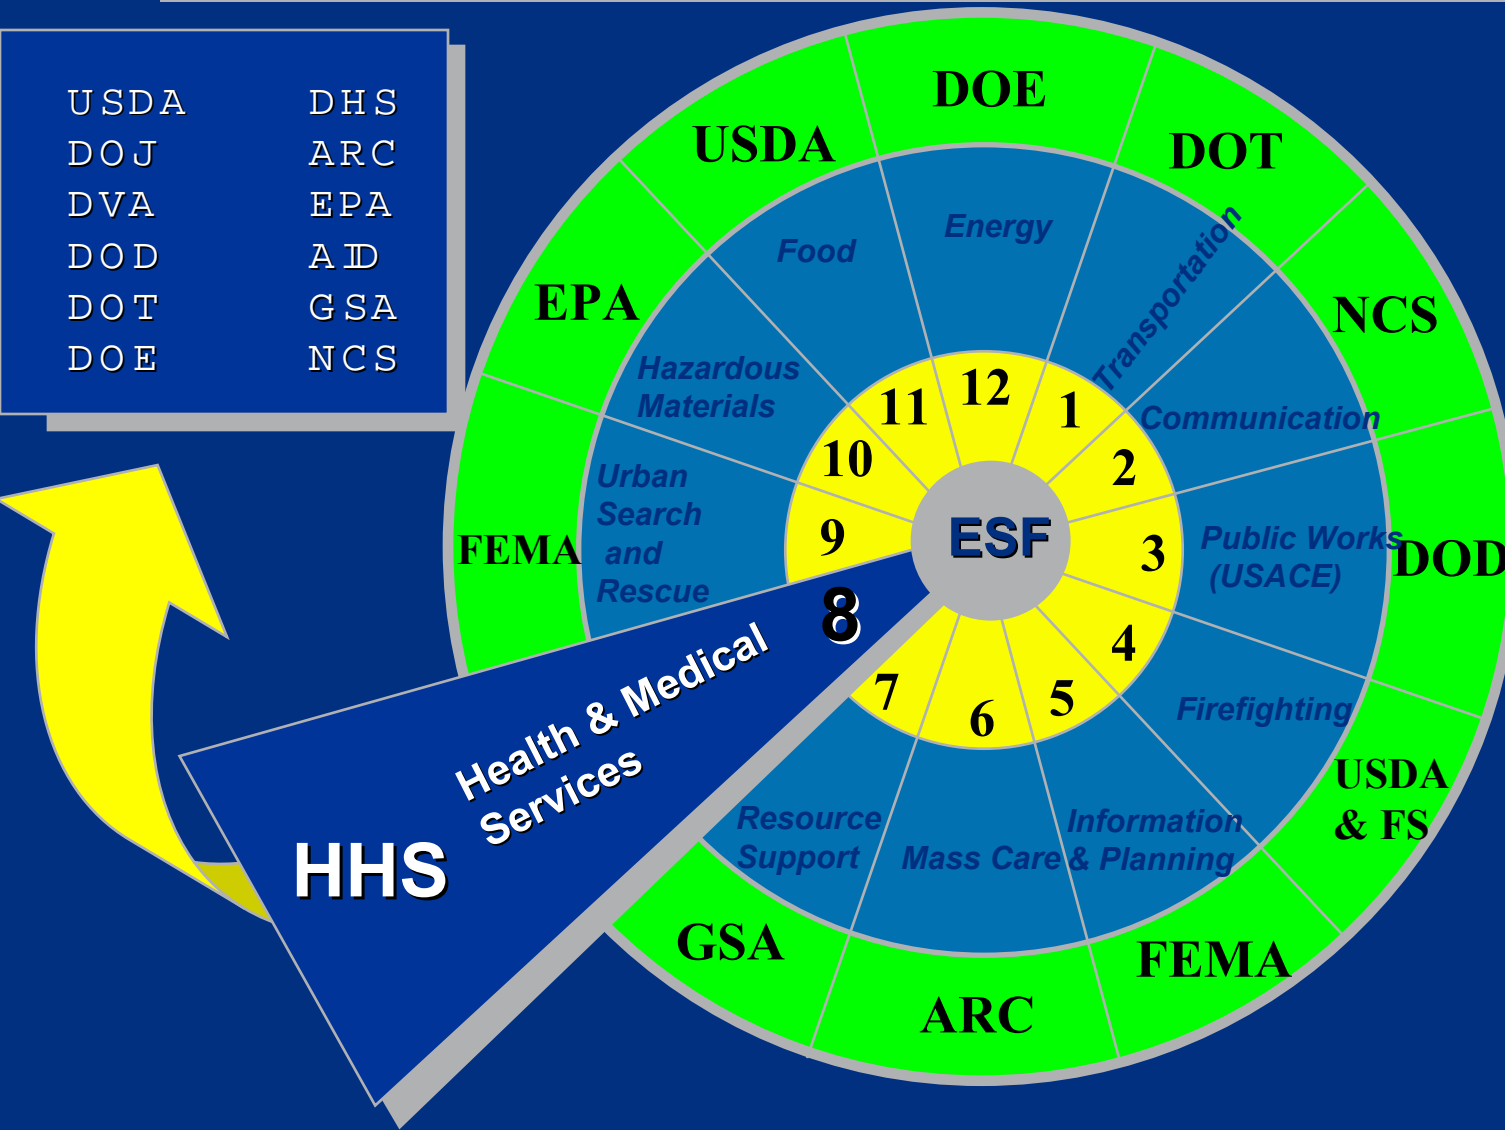 USDA DHS
DOJ ARC
DVA EPA
DOD AID
DOT GSA
DOE NCS
DOE
USDA
DOT
EPA
NCS
FEMA
DOD
USDA
& FS
FEMA
ARC
GSA
Energy
Food
Transportation
Hazardous
Materials
Communication
Urban
Search
and
Rescue
Public Works
(USACE)
Firefighting
Information
& Planning
Mass Care
Resource
Support
12
11
1
10
2
9
3
8
4
7
6
5
ESF
Health & Medical
Services
HHS